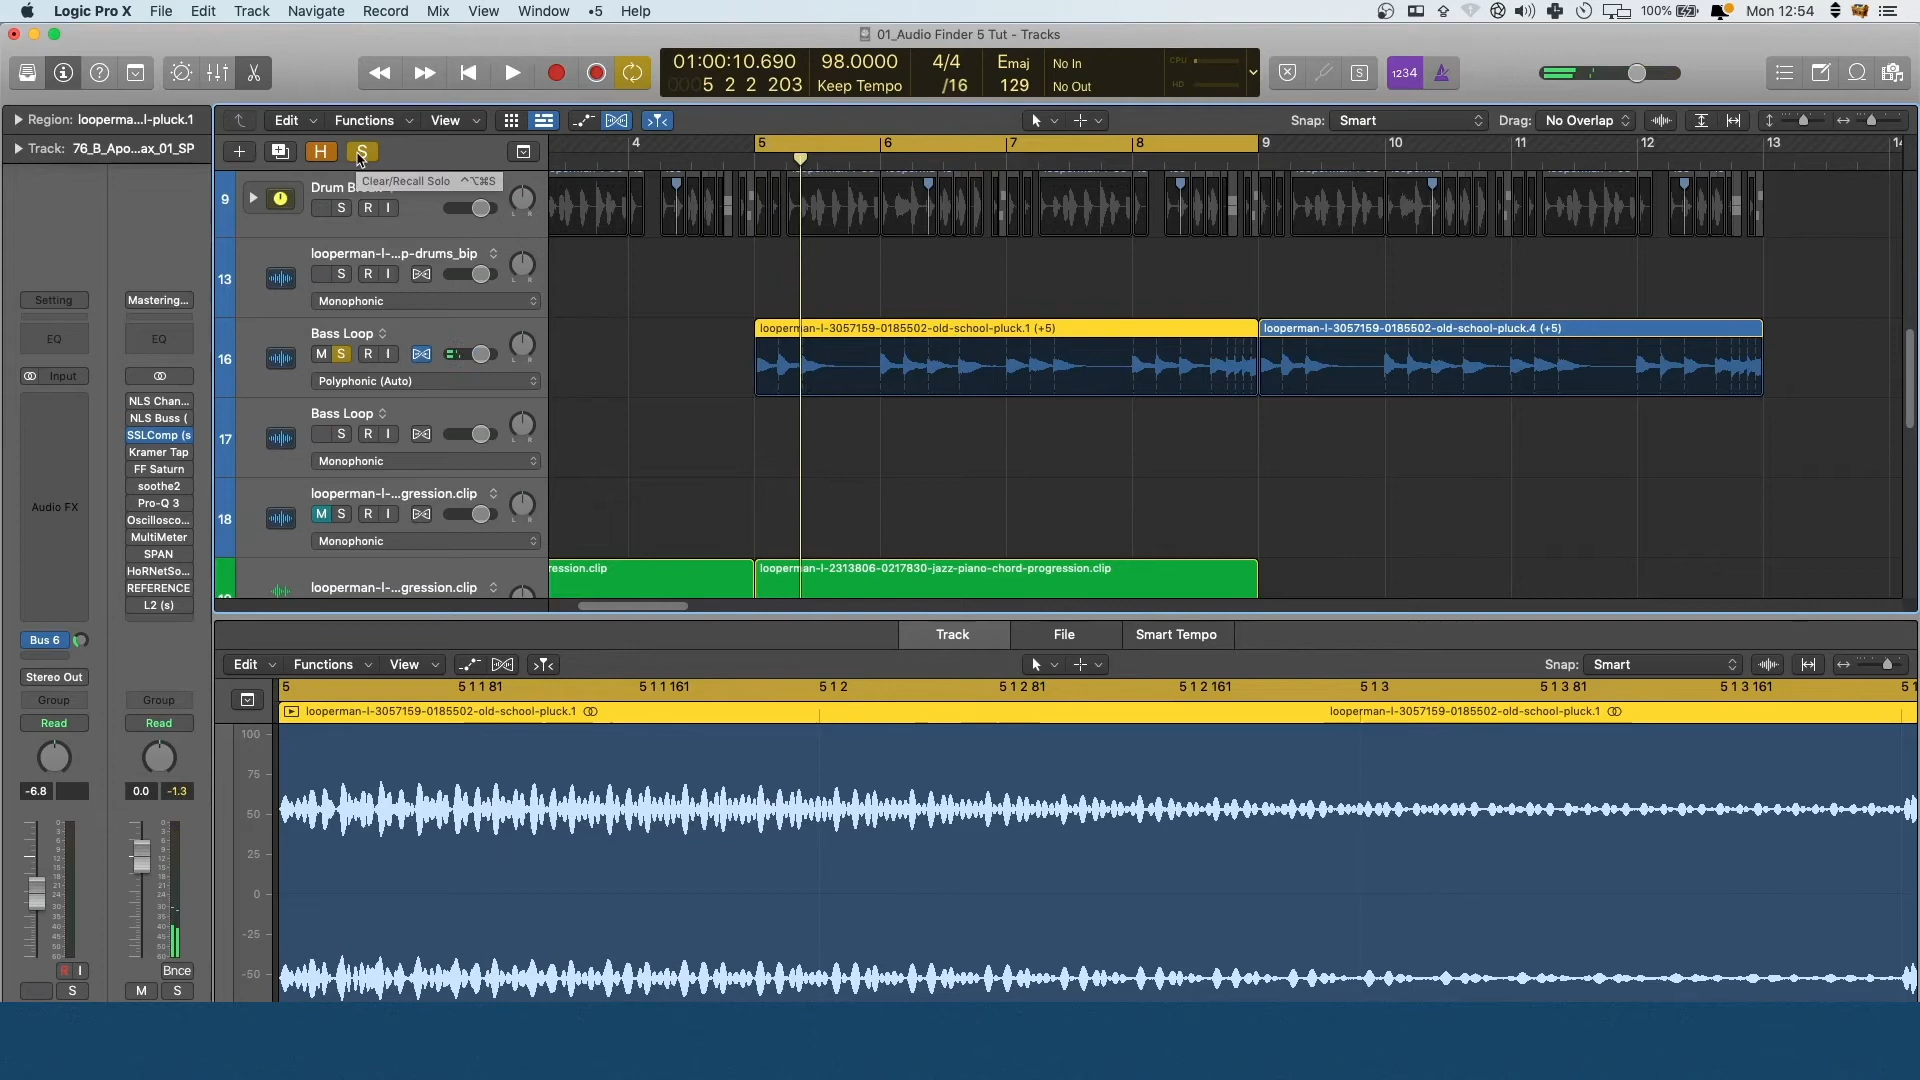 Logic Pro X File Edit Track Navigate Record Mix View Window •5 Help 100% Mon 12:54
01_Audio Finder 5 Tut - Tracks
01:00:10.690 98.0000 4/4 Emaj No In CPU
5 2 2 203 Keep Tempo /16 129 No Out HD
S 1234
Region: looperma...l-pluck.1
Track: 76_B_Apo...ax_01_SP
Edit Functions View Snap: Smart Drag: No Overlap
H S
4 5 6 7 8 9 10 11 12 13 14
Clear/Recall Solo ^⌥⌘S
9 Drum B
S R I
13 looperman-l-...p-drums_bip
S R I
Monophonic
16 Bass Loop
M S R I
Polyphonic (Auto)
looperman-l-3057159-0185502-old-school-pluck.1 (+5)
looperman-l-3057159-0185502-old-school-pluck.4 (+5)
17 Bass Loop
S R I
Monophonic
18 looperman-l-...gression.clip
M S R I
Monophonic
looperman-l-...gression.clip
ression.clip
looperman-l-2313806-0217830-jazz-piano-chord-progression.clip
Setting Mastering...
EQ EQ
Input
Audio FX
NLS Chan...
NLS Buss (
SSLComp (s
Kramer Tap
FF Saturn
soothe2
Pro-Q 3
Oscillosco...
MultiMeter
SPAN
HoRNetSo...
REFERENCE
L2 (s)
Bus 6
Stereo Out
Group Group
Read Read
-6.8 0.0 -1.3
R I Bnce
S M S
Track File Smart Tempo
Edit Functions View Snap: Smart
5 5 1 1 81 5 1 1 161 5 1 2 5 1 2 81 5 1 2 161 5 1 3 5 1 3 81 5 1 3 161 5 1
looperman-l-3057159-0185502-old-school-pluck.1
looperman-l-3057159-0185502-old-school-pluck.1
100
75
50
25
0
-25
-50